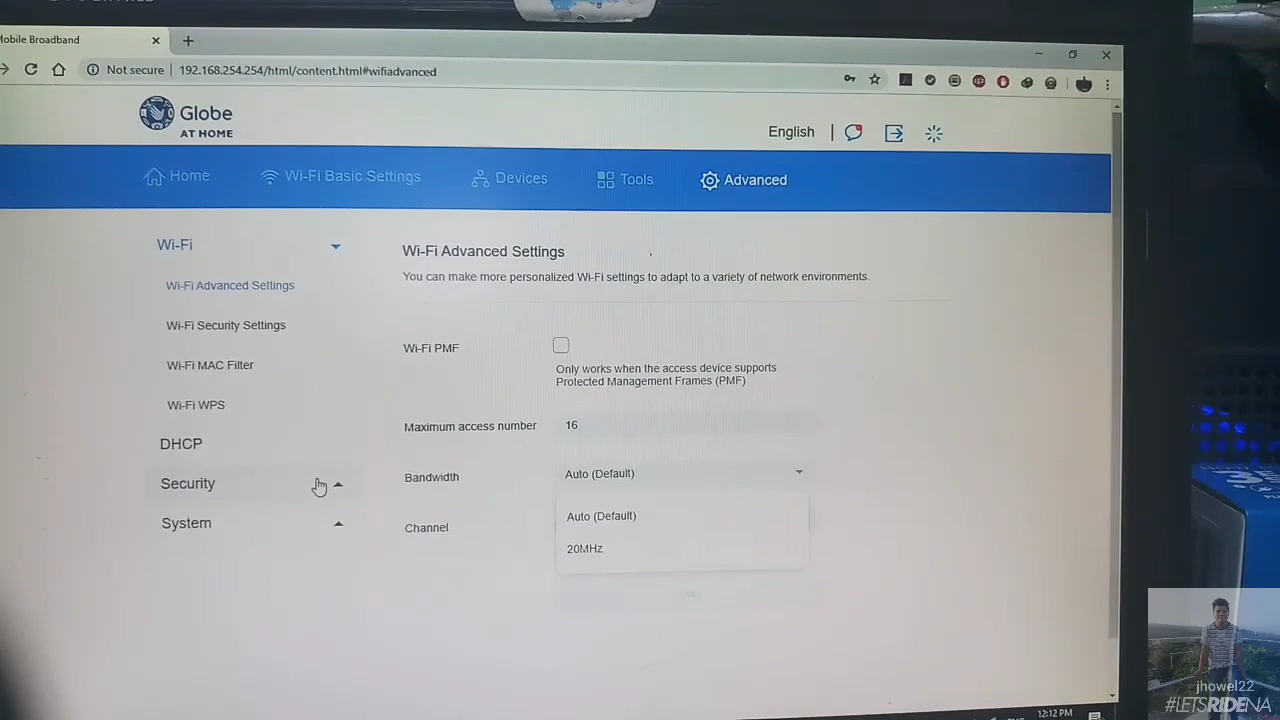 Mobile Broadband
Not secure
192.168.254.254/html/content.html#wifiadvanced
Globe
AT HOME
English
Home
Wi-Fi Basic Settings
Devices
Tools
Advanced
Wi-Fi
Wi-Fi Advanced Settings
Wi-Fi Security Settings
Wi-Fi MAC Filter
Wi-Fi WPS
DHCP
Security
System
Wi-Fi Advanced Settings
You can make more personalized Wi-Fi settings to adapt to a variety of network environments.
Wi-Fi PMF
Only works when the access device supports
Protected Management Frames (PMF)
Maximum access number
16
Bandwidth
Auto (Default)
Auto (Default)
20MHz
Channel
12:12 PM
jhowel22
#LETSRIDENA